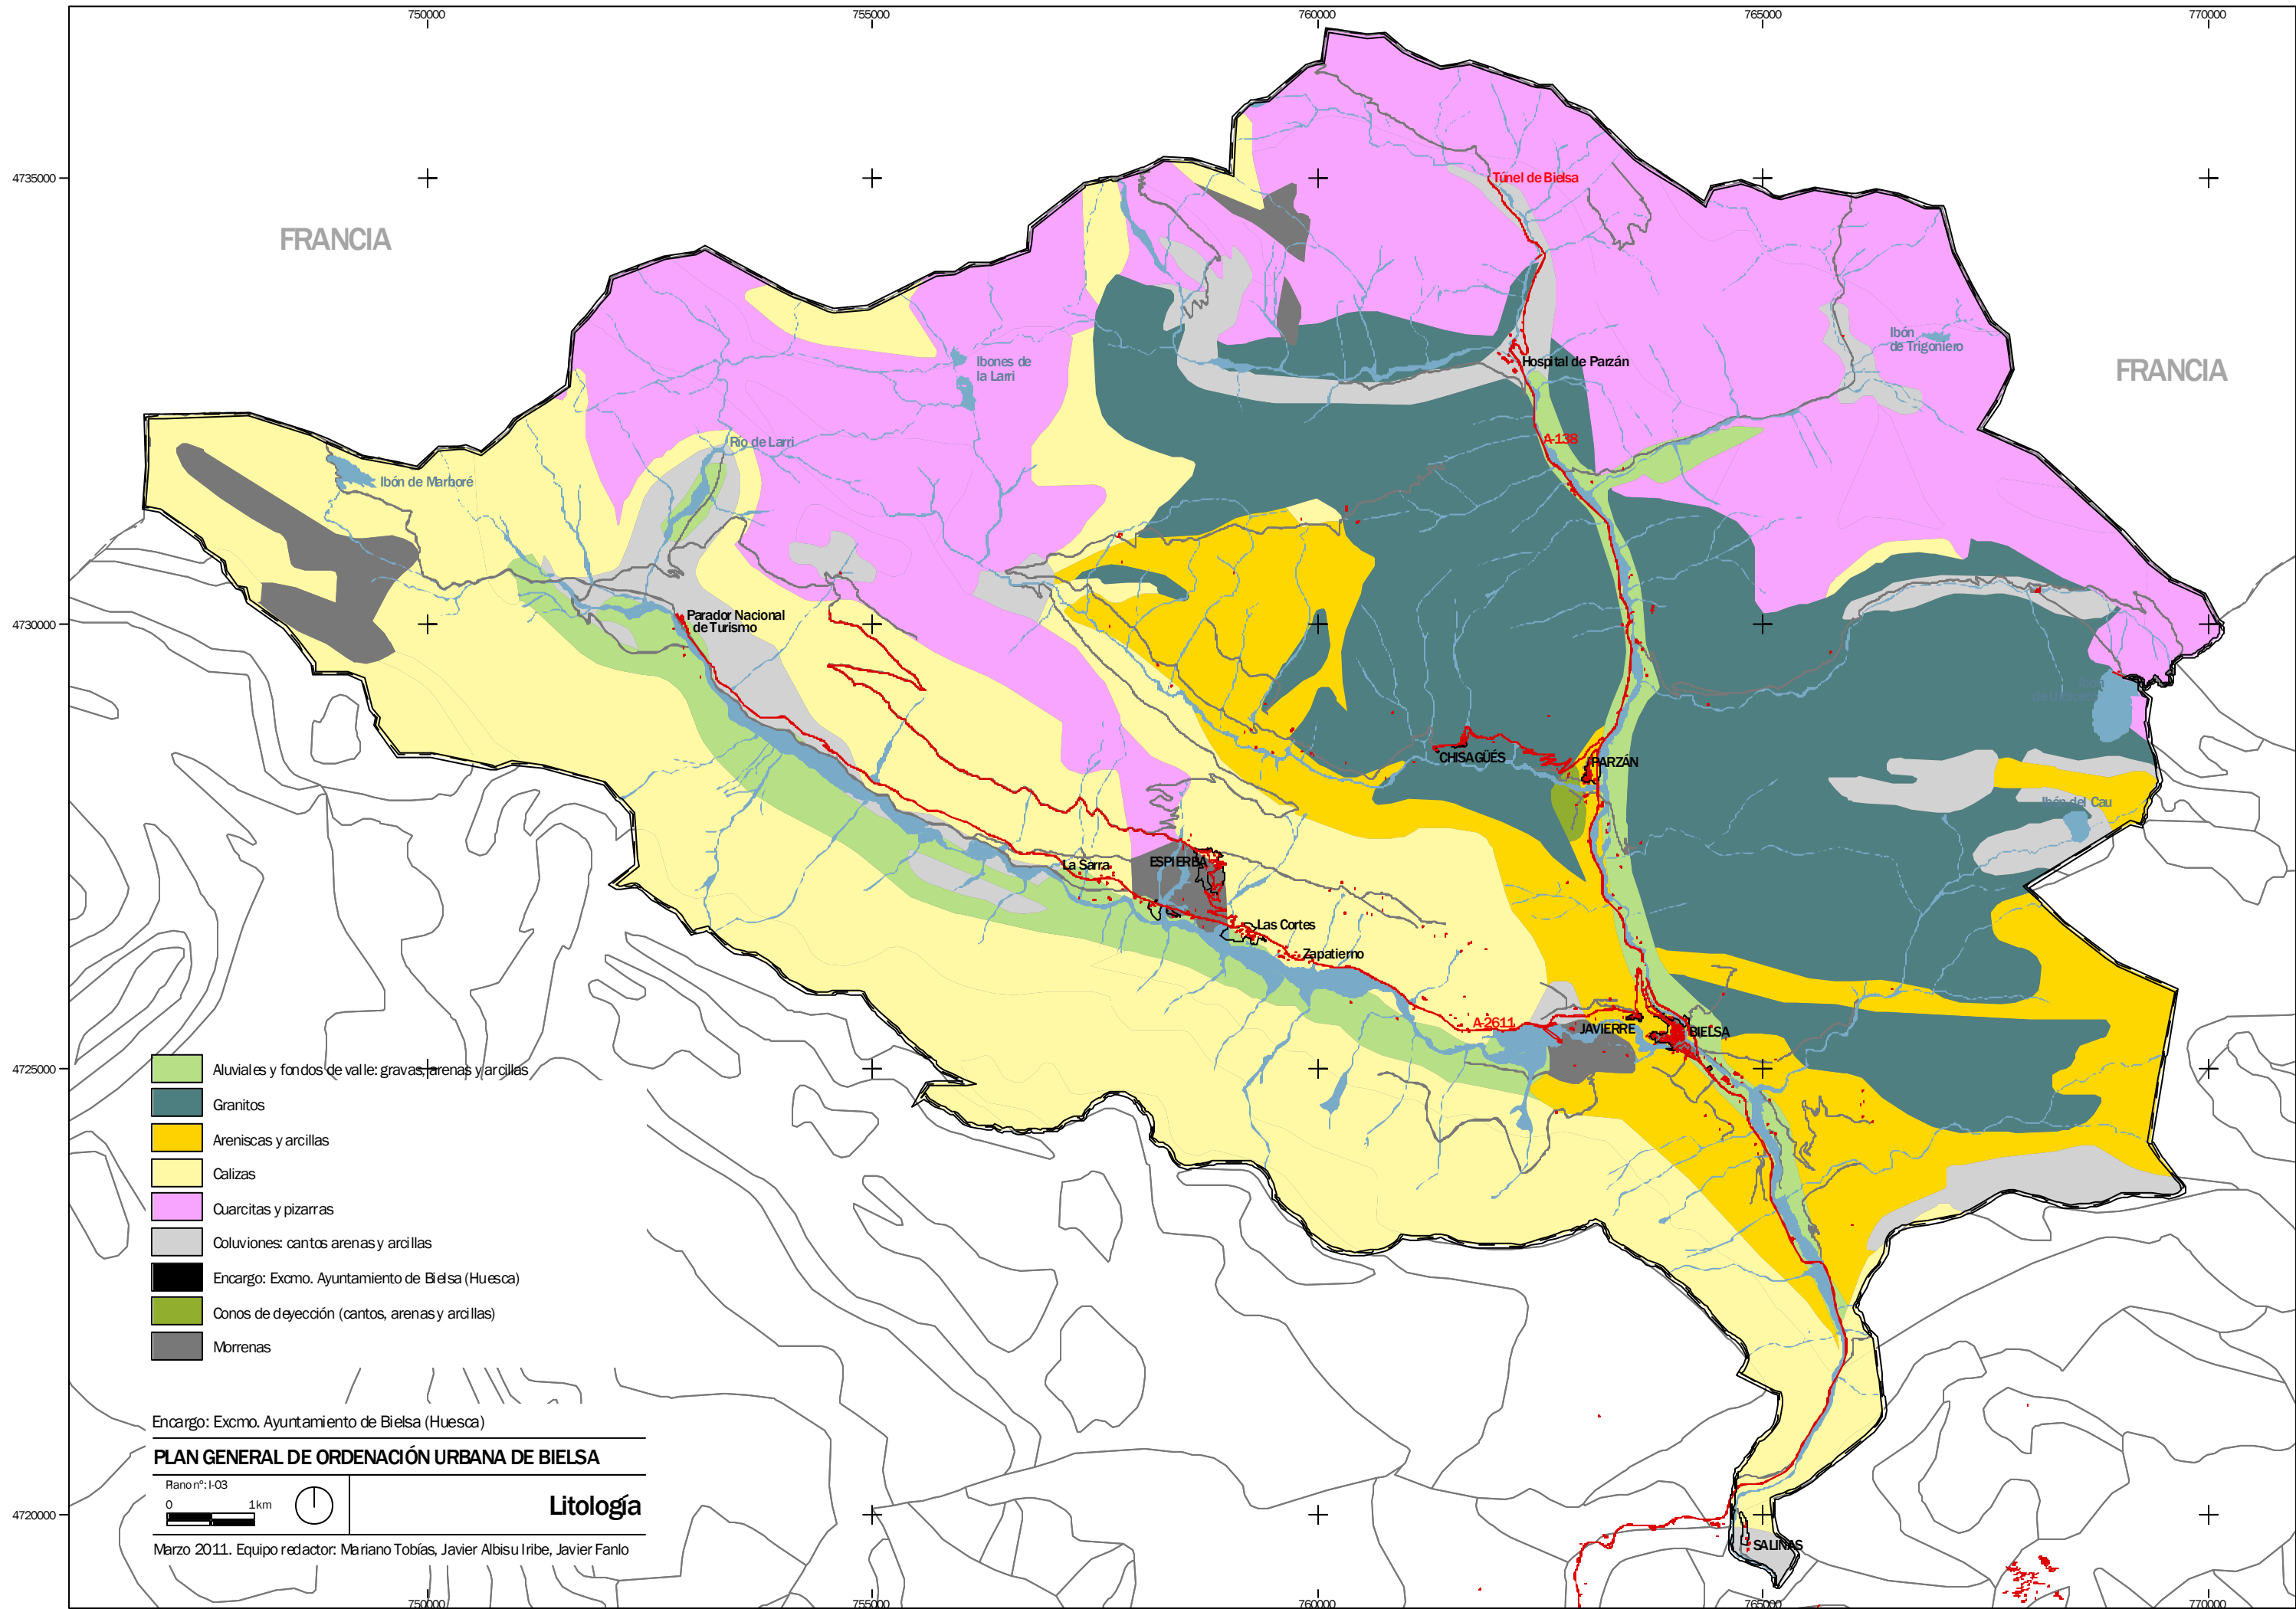 750000
755000
760000
765000
770000
4735000
4730000
4725000
4720000
FRANCIA
FRANCIA
Túnel de Bielsa
Hospital de Parzán
Ibón
de Trigoniero
Ibones de
la Larri
A-138
Río de Larri
Ibón de Marboré
Parador Nacional
de Turismo
Ibón
CHISAGÜÉS
PARZÁN
Ibón del Cau
La Sarra
ESPIERBA
Las Cortes
Zapatierno
A-2611
JAVIERRE
BIELSA
SALINAS
Aluviales y fondos de valle: gravas, arenas y arcillas
Granitos
Areniscas y arcillas
Calizas
Cuarcitas y pizarras
Coluviones: cantos arenas y arcillas
Encargo: Excmo. Ayuntamiento de Bielsa (Huesca)
Conos de deyección (cantos, arenas y arcillas)
Morrenas
Encargo: Excmo. Ayuntamiento de Bielsa (Huesca)
PLAN GENERAL DE ORDENACIÓN URBANA DE BIELSA
Plano nº: I-03
0 1km
Litología
Marzo 2011. Equipo redactor: Mariano Tobías, Javier Albisu Iribe, Javier Fanlo
750000
755000
760000
765000
770000